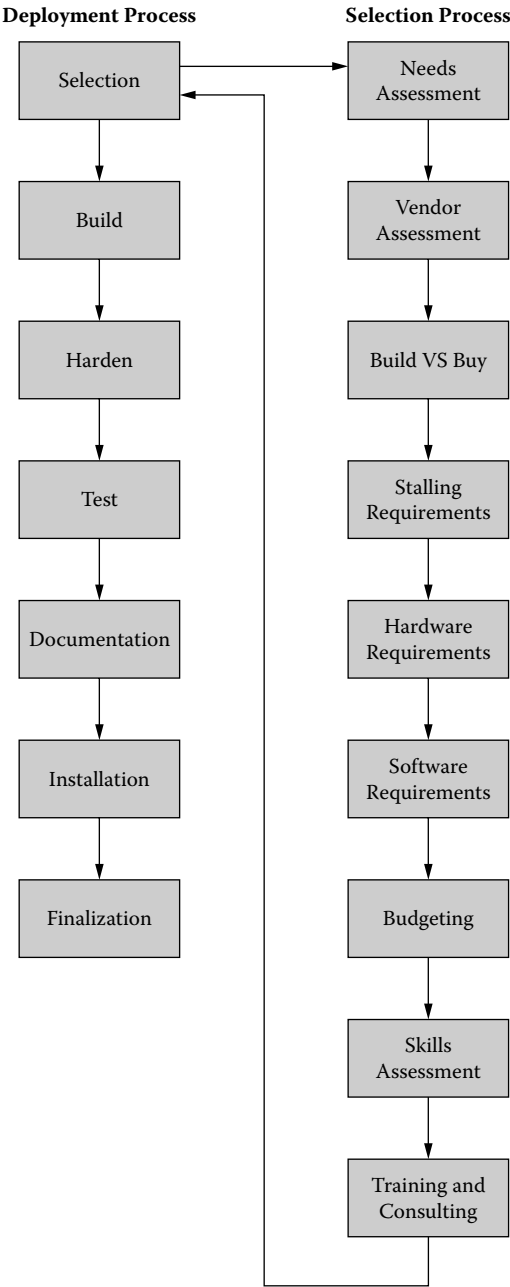 Deployment Process
Selection
Build
Harden
Test
Documentation
Installation
Finalization
Selection Process
Needs
Assessment
Vendor
Assessment
Build VS Buy
Stalling
Requirements
Hardware
Requirements
Software
Requirements
Budgeting
Skills
Assessment
Training and
Consulting